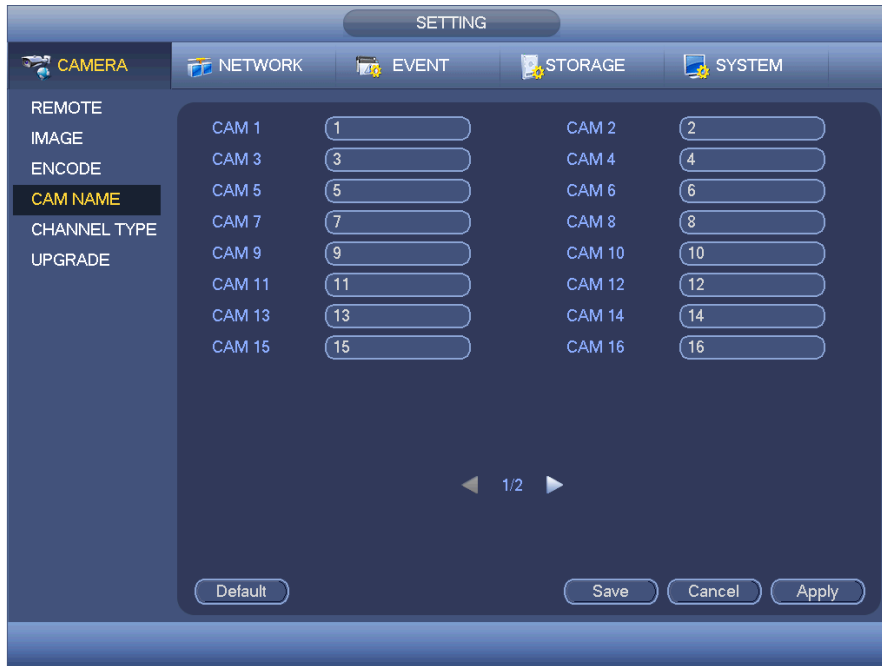 SETTING
CAMERA NETWORK EVENT STORAGE SYSTEM
REMOTE
IMAGE
ENCODE
CAM NAME
CHANNEL TYPE
UPGRADE
CAM 1 1 CAM 2 2
CAM 3 3 CAM 4 4
CAM 5 5 CAM 6 6
CAM 7 7 CAM 8 8
CAM 9 9 CAM 10 10
CAM 11 11 CAM 12 12
CAM 13 13 CAM 14 14
CAM 15 15 CAM 16 16
1/2
Default Save Cancel Apply